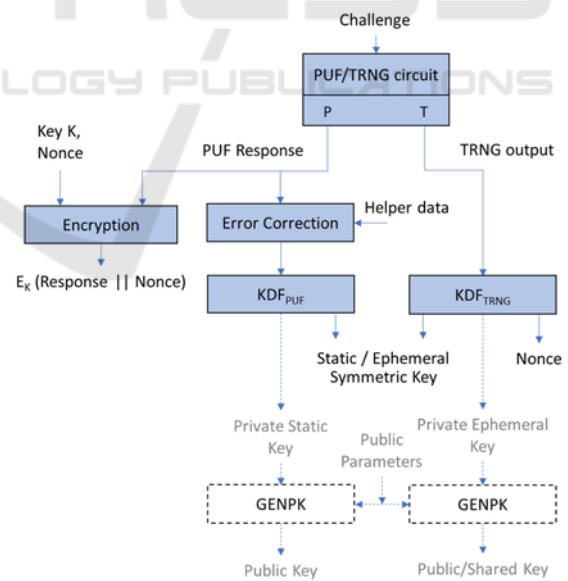 Challenge
PUF/TRNG circuit
LOGY PUBLICATIONS
P T
Key K,
Nonce
PUF Response
TRNG output
Encryption
Error Correction
Helper data
E_K (Response || Nonce)
KDF_PUF
KDF_TRNG
Static / Ephemeral
Symmetric Key
Nonce
Private Static
Key
Public
Parameters
Private Ephemeral
Key
GENPK
GENPK
Public Key
Public/Shared Key